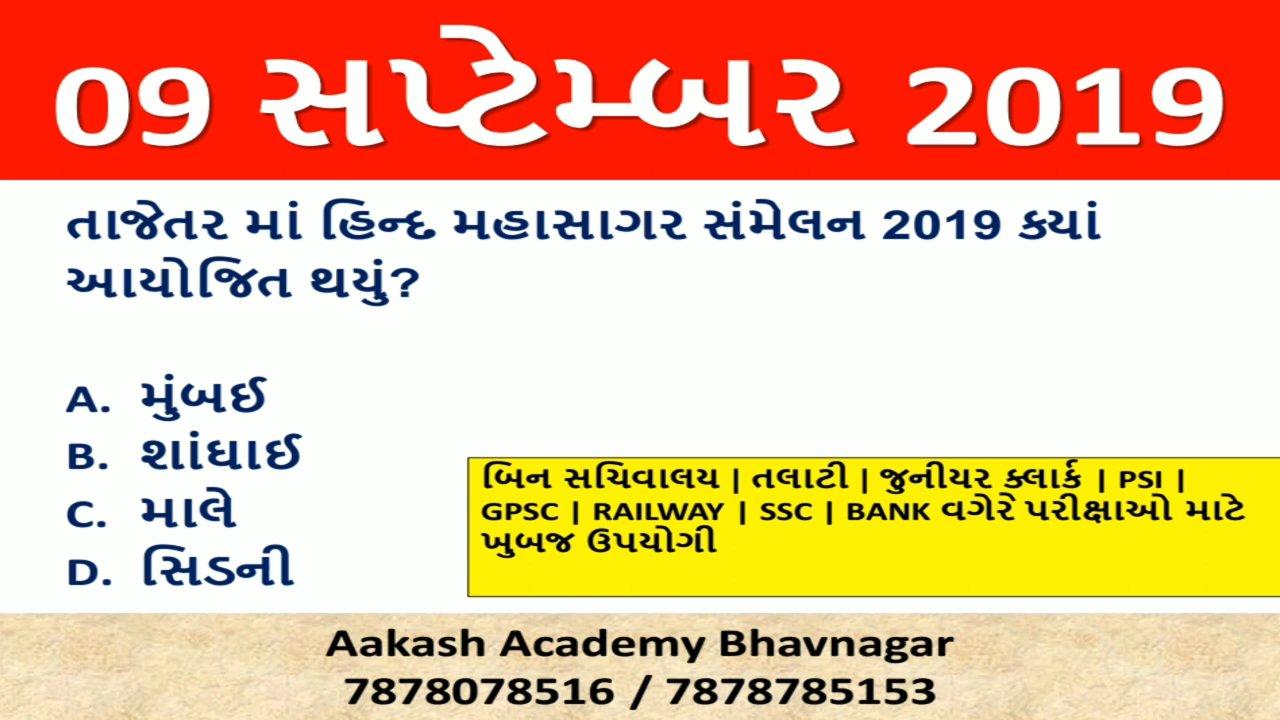 09 સપ્ટેમ્બર 2019
તાજેતર માં હિન્દ મહાસાગર સંમેલન 2019 ક્યાં
આયોજિત થયું?
A. મુંબઈ
B. શાંઘાઈ
C. માલે
D. સિડની
બિન સચિવાલય | તલાટી | જુનીયર ક્લાર્ક | PSI |
GPSC | RAILWAY | SSC | BANK વગેરે પરીક્ષાઓ માટે
ખુબજ ઉપયોગી
Aakash Academy Bhavnagar
7878078516 / 7878785153